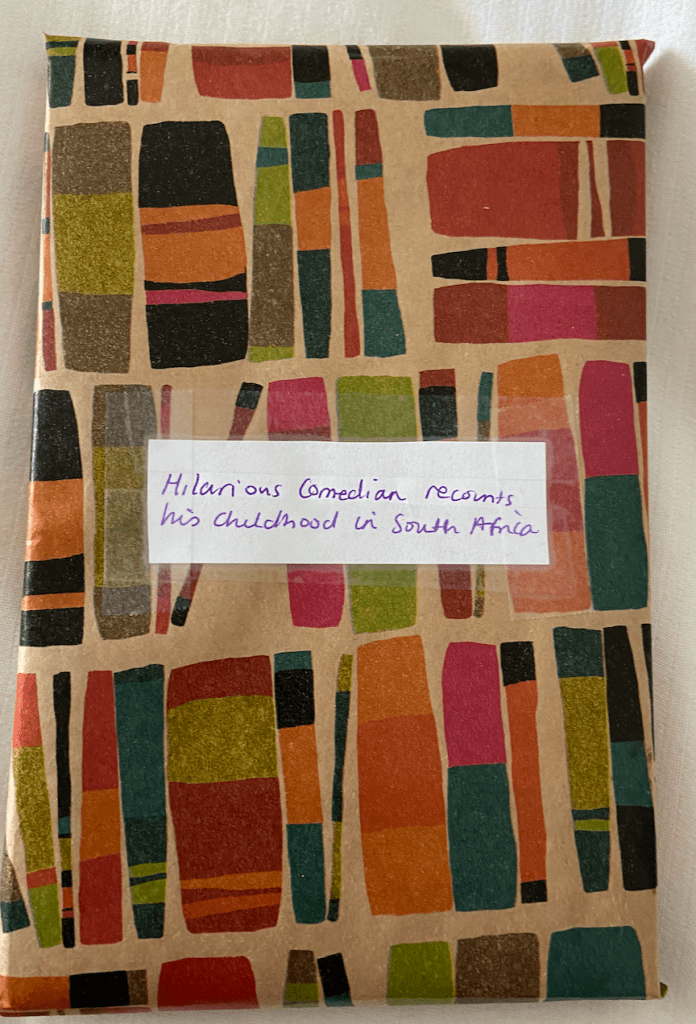 Hilarious Comedian recounts
his childhood in South Africa